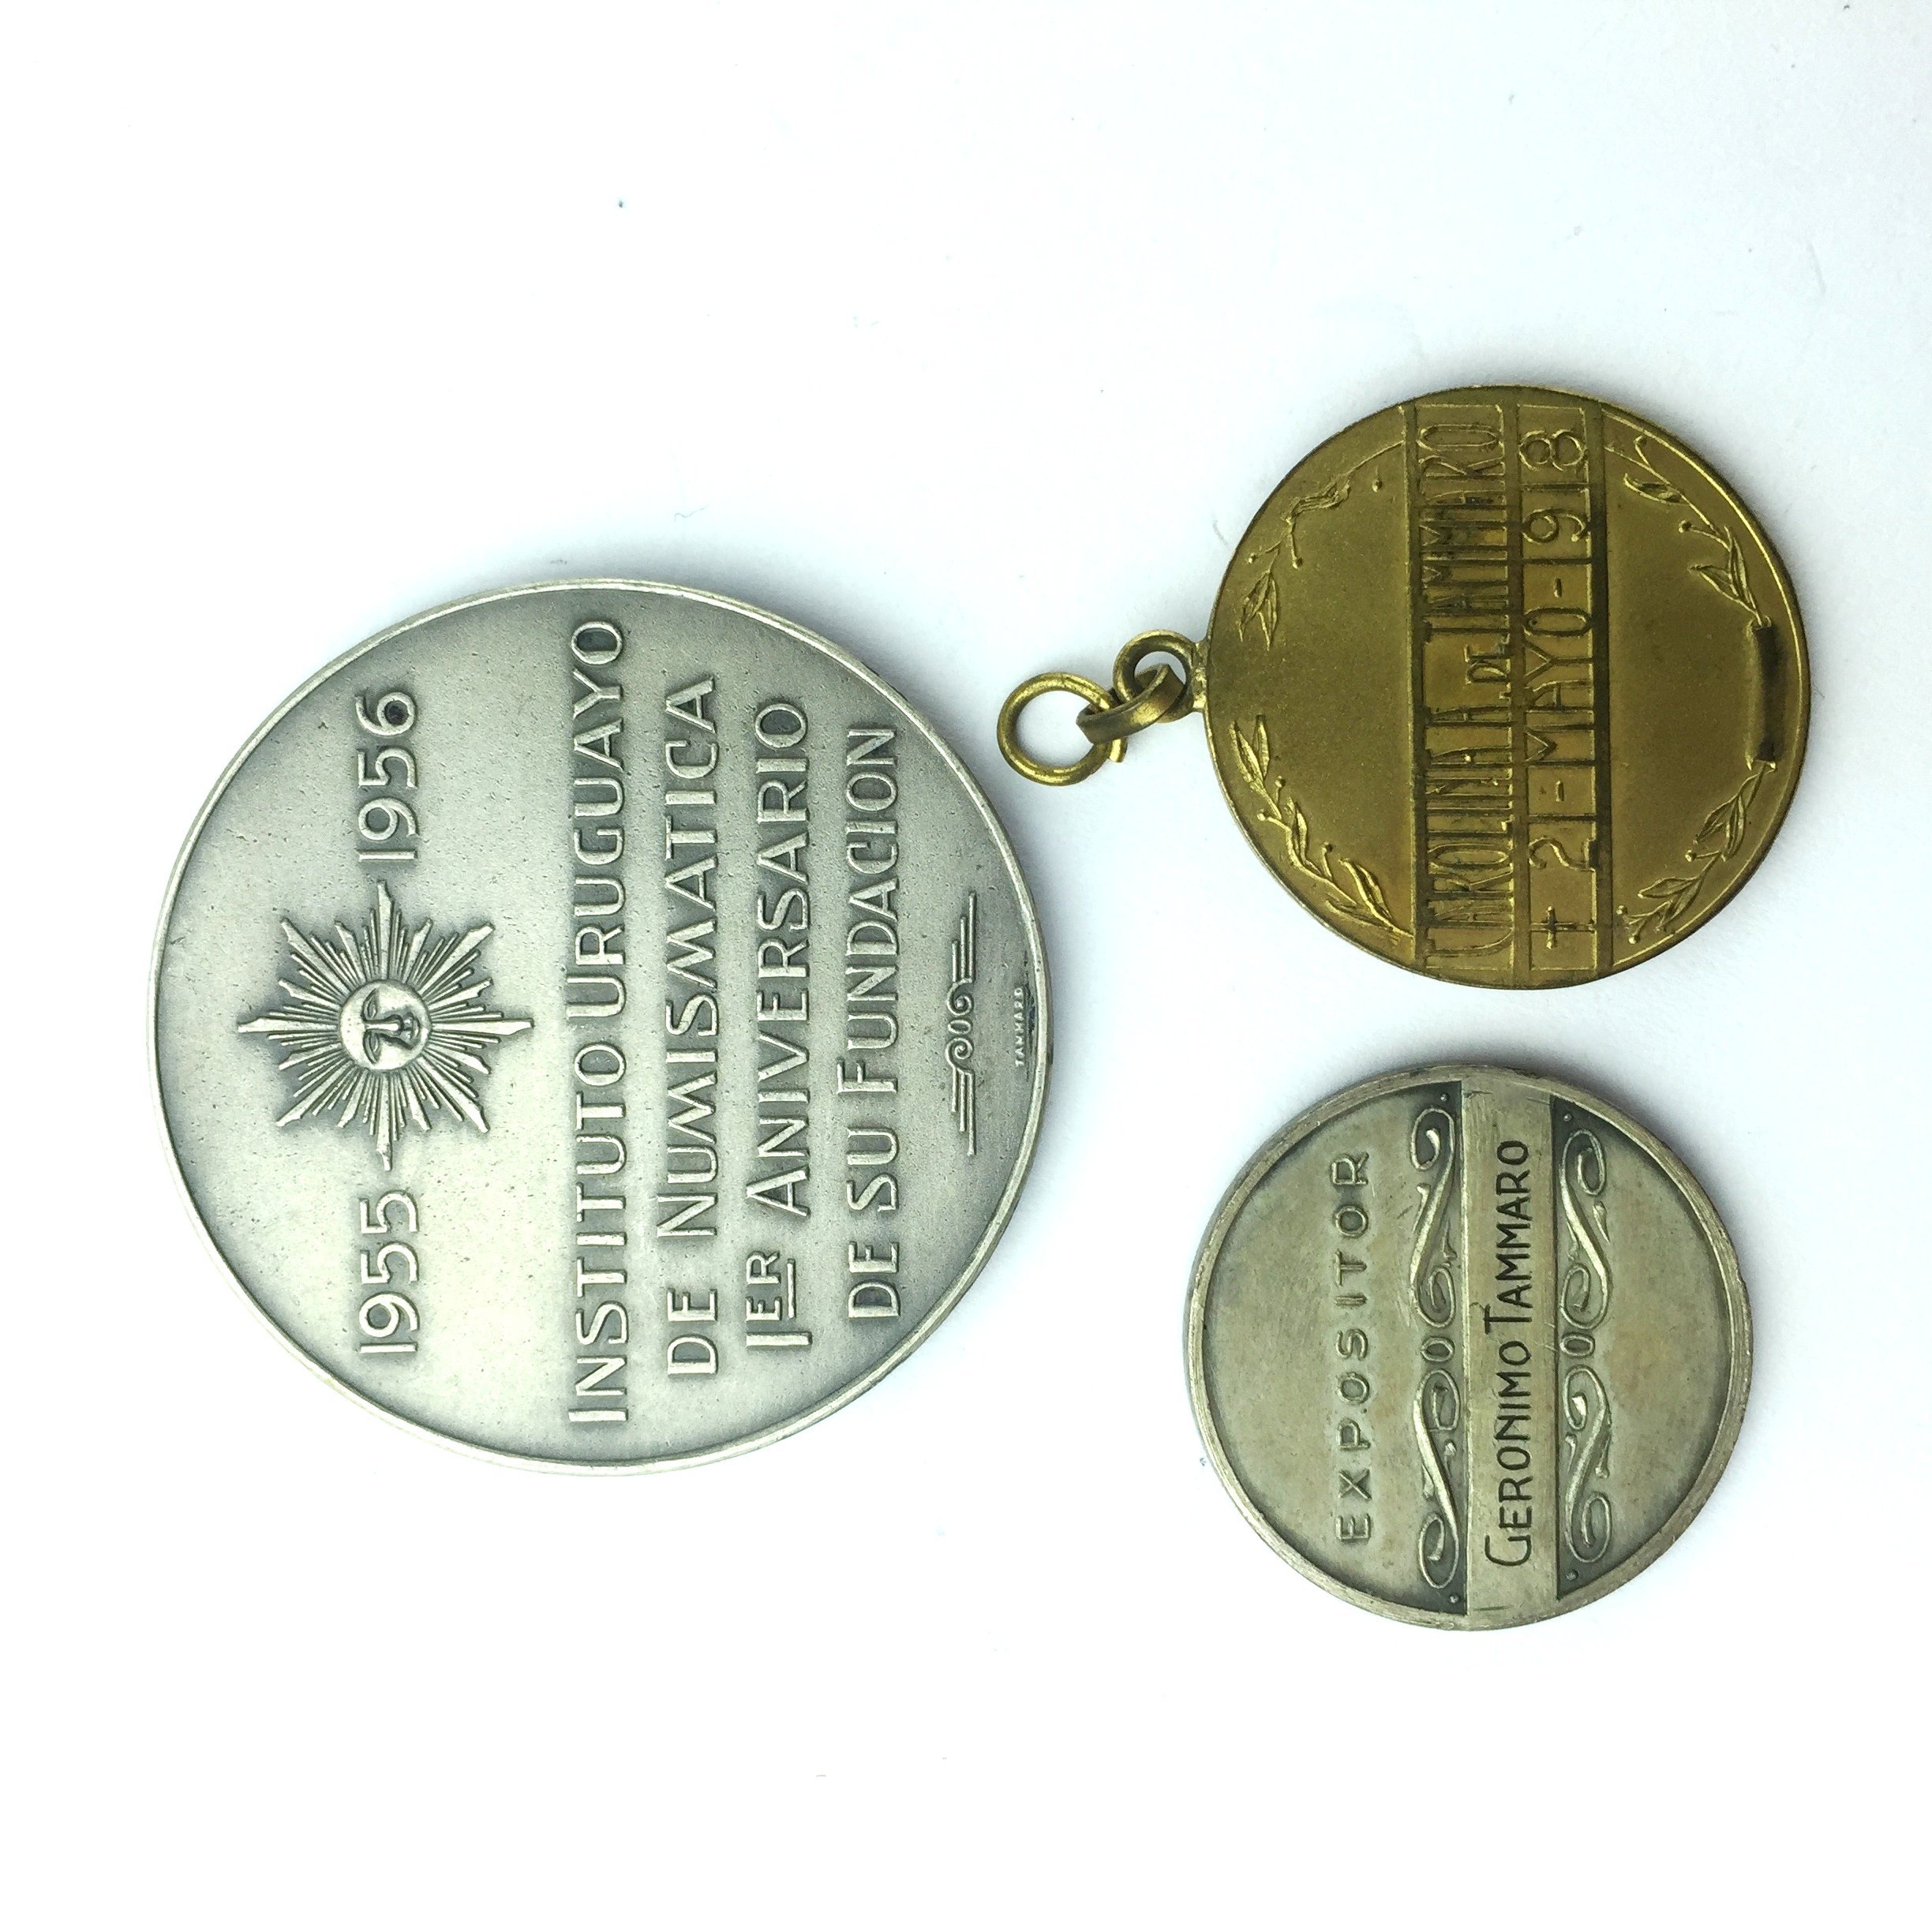 1955 1956
INSTITUTO URUGUAYO
DE NUMISMATICA
1ER ANIVERSARIO
DE SU FUNDACION
TAMMARO
CAROLINA A. DE TAMMARO
+ 21-MAYO-1918
EXPOSITOR
GERONIMO TAMMARO